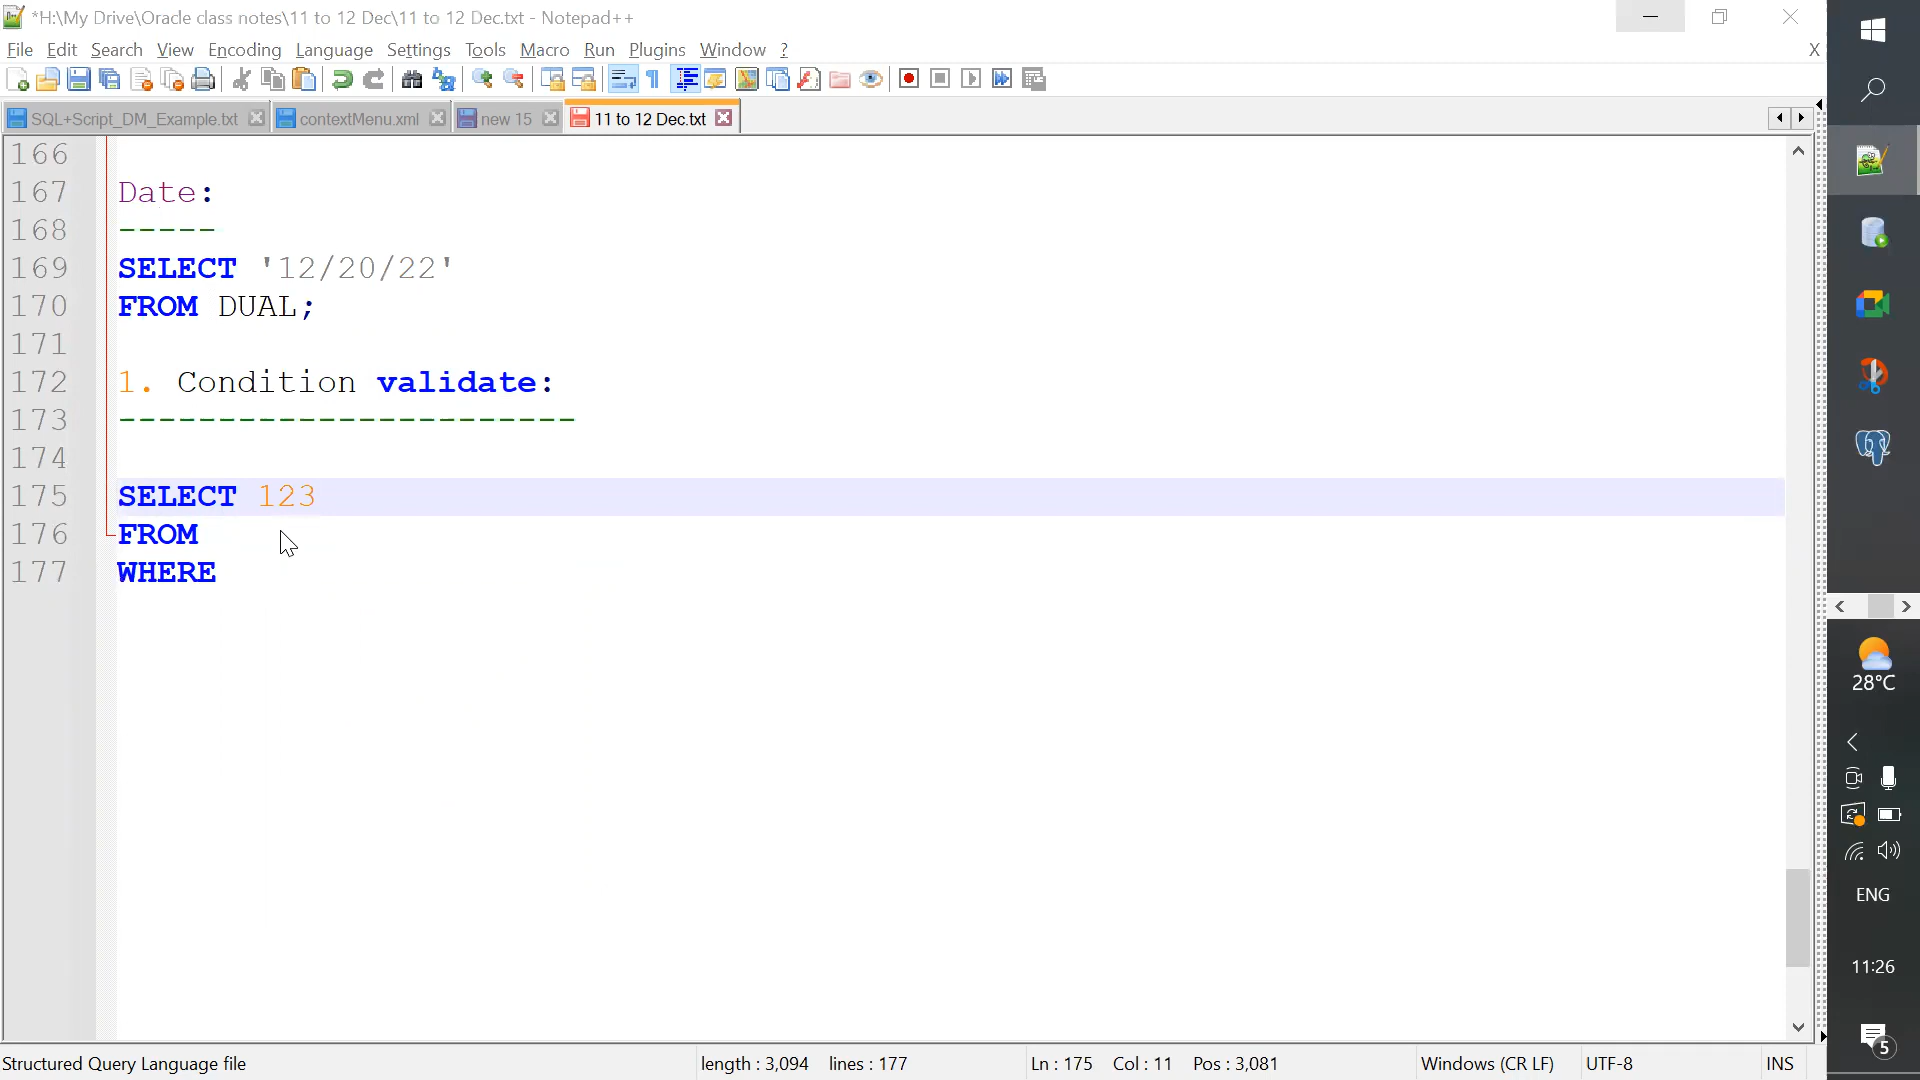 *H:\My Drive\Oracle class notes\11 to 12 Dec\11 to 12 Dec.txt - Notepad++
File Edit Search View Encoding Language Settings Tools Macro Run Plugins Window ? X
SQL+Script_DM_Example.txt contextMenu.xml new 15 11 to 12 Dec.txt
166
167 Date:
168 -----
169 SELECT '12/20/22'
170 FROM DUAL;
171
172 1. Condition validate:
173 -----------------------
174
175 SELECT 123
176 FROM
177 WHERE
Structured Query Language file length : 3,094 lines : 177 Ln : 175 Col : 11 Pos : 3,081 Windows (CR LF) UTF-8 INS
28°C
ENG
11:26
5